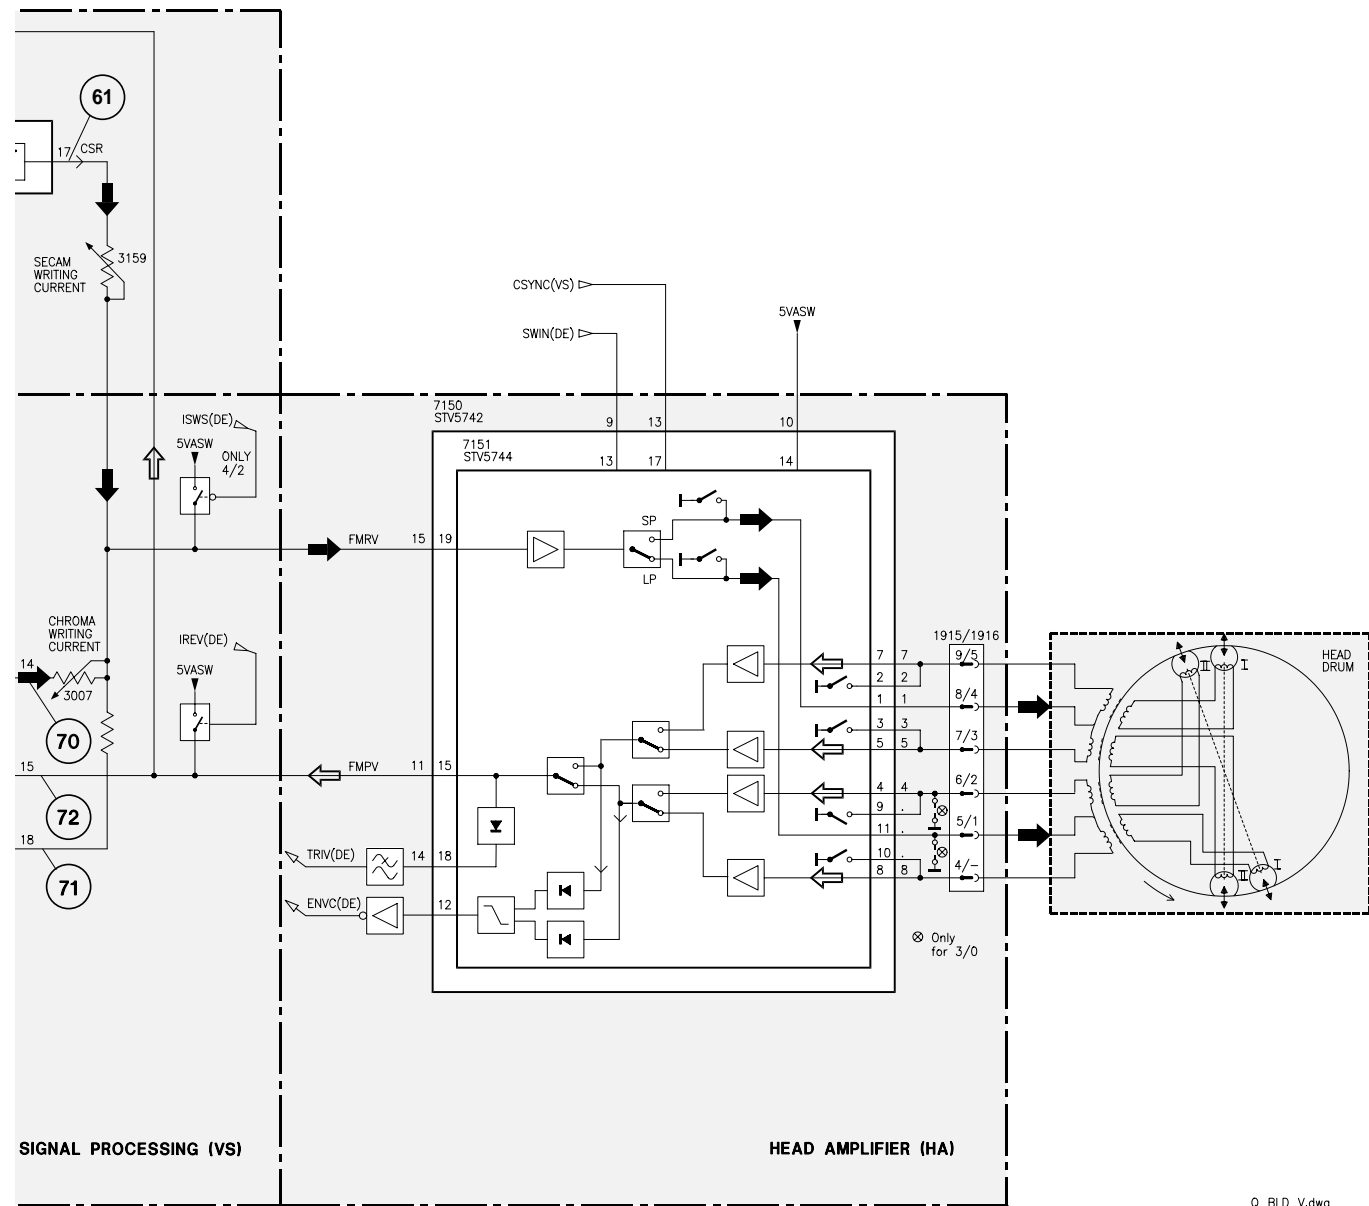 61
17 CSR
3159
SECAM
WRITING
CURRENT
CSYNC(VS)
SWIN(DE)
5VASW
7150
STV5742
9 13 10
7151
STV5744
13 17 14
ISWS(DE)
5VASW
ONLY
4/2
SP
LP
FMRV 15 19
CHROMA
WRITING
CURRENT
14
3007
70
IREV(DE)
5VASW
1915/1916
7 7 9/5
2 2
1 1 8/4
3 3 7/3
5 5
4 4 6/2
9 .
11 . 5/1
10 .
8 8 4/-
HEAD
DRUM
II I
II I
15
72
18
71
FMPV 11 15
TRIV(DE) 14 18
ENVC(DE) 12
Only
for 3/0
SIGNAL PROCESSING (VS)
HEAD AMPLIFIER (HA)